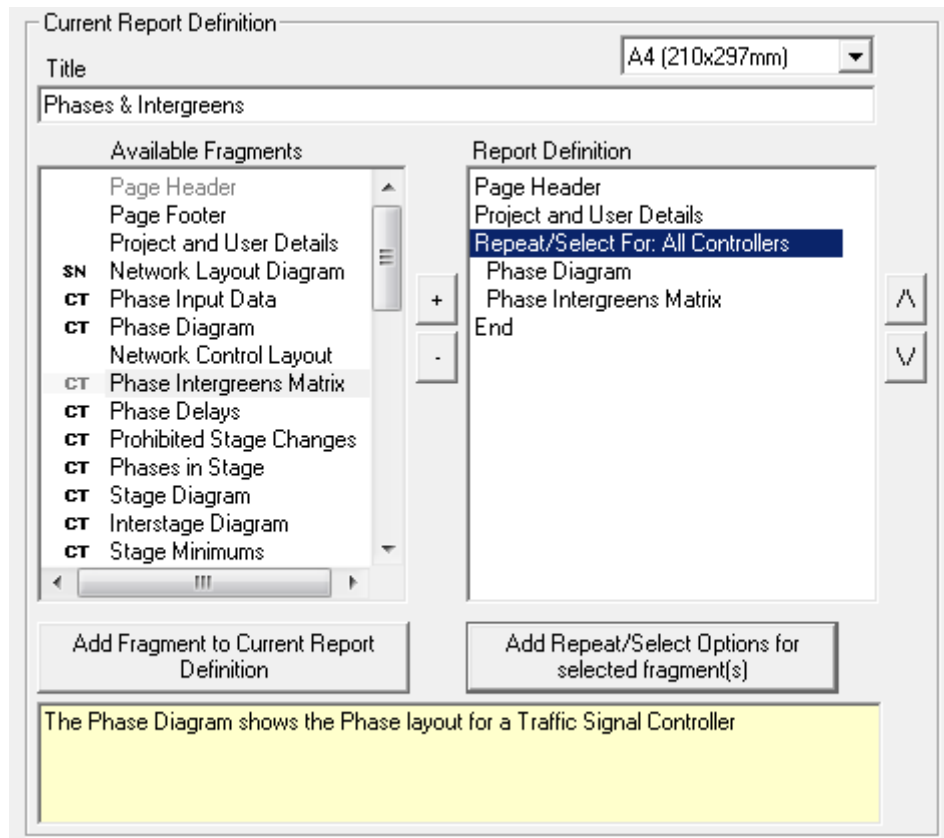 Current Report Definition
A4 (210x297mm)
Title
Phases & Intergreens
Available Fragments
Page Header
Page Footer
Project and User Details
SN Network Layout Diagram
CT Phase Input Data
CT Phase Diagram
Network Control Layout
CT Phase Intergreens Matrix
CT Phase Delays
CT Prohibited Stage Changes
CT Phases in Stage
CT Stage Diagram
CT Interstage Diagram
CT Stage Minimums
+
-
Report Definition
Page Header
Project and User Details
Repeat/Select For: All Controllers
Phase Diagram
Phase Intergreens Matrix
End
/\
\/
Add Fragment to Current Report
Definition
Add Repeat/Select Options for
selected fragment(s)
The Phase Diagram shows the Phase layout for a Traffic Signal Controller